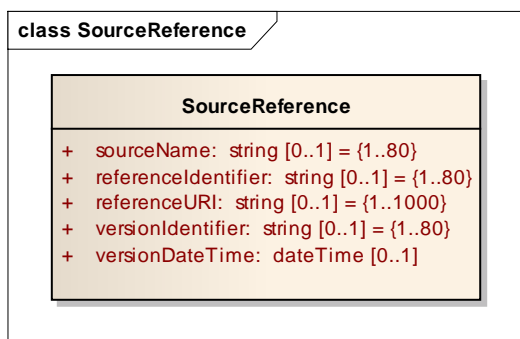 class SourceReference
SourceReference
+ sourceName: string [0..1] = {1..80}
+ referenceIdentifier: string [0..1] = {1..80}
+ referenceURI: string [0..1] = {1..1000}
+ versionIdentifier: string [0..1] = {1..80}
+ versionDateTime: dateTime [0..1]